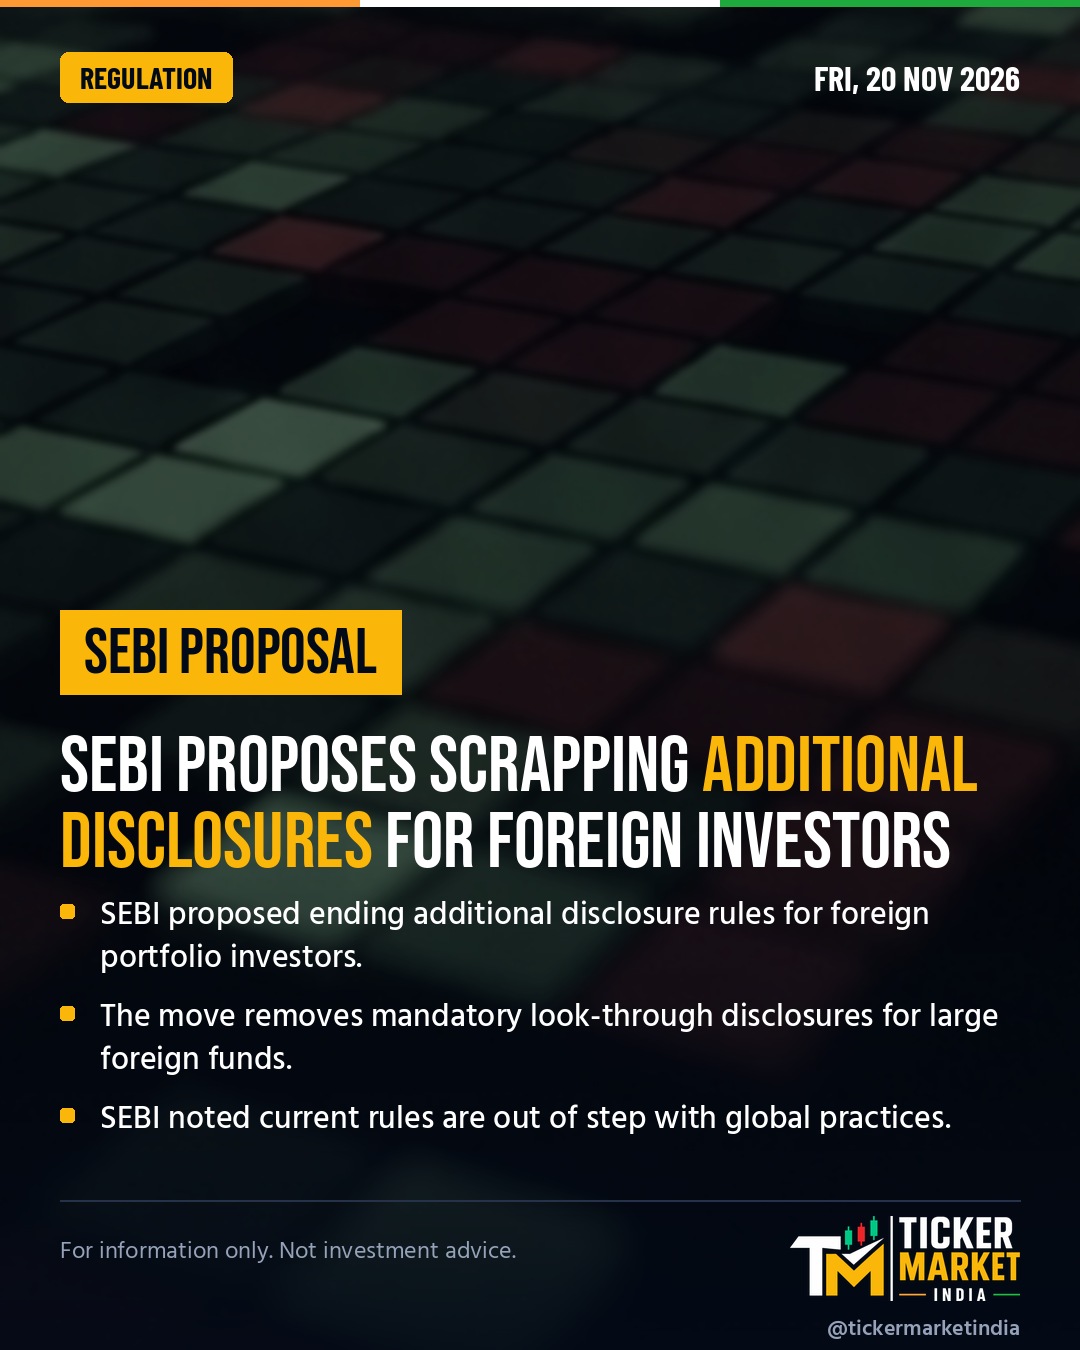 REGULATION
FRI, 20 NOV 2026
SEBI PROPOSAL
SEBI PROPOSES SCRAPPING ADDITIONAL
DISCLOSURES FOR FOREIGN INVESTORS
SEBI proposed ending additional disclosure rules for foreign
portfolio investors.
The move removes mandatory look-through disclosures for large
foreign funds.
SEBI noted current rules are out of step with global practices.
For information only. Not investment advice.
TM
TICKER
MARKET
INDIA
@tickermarketindia